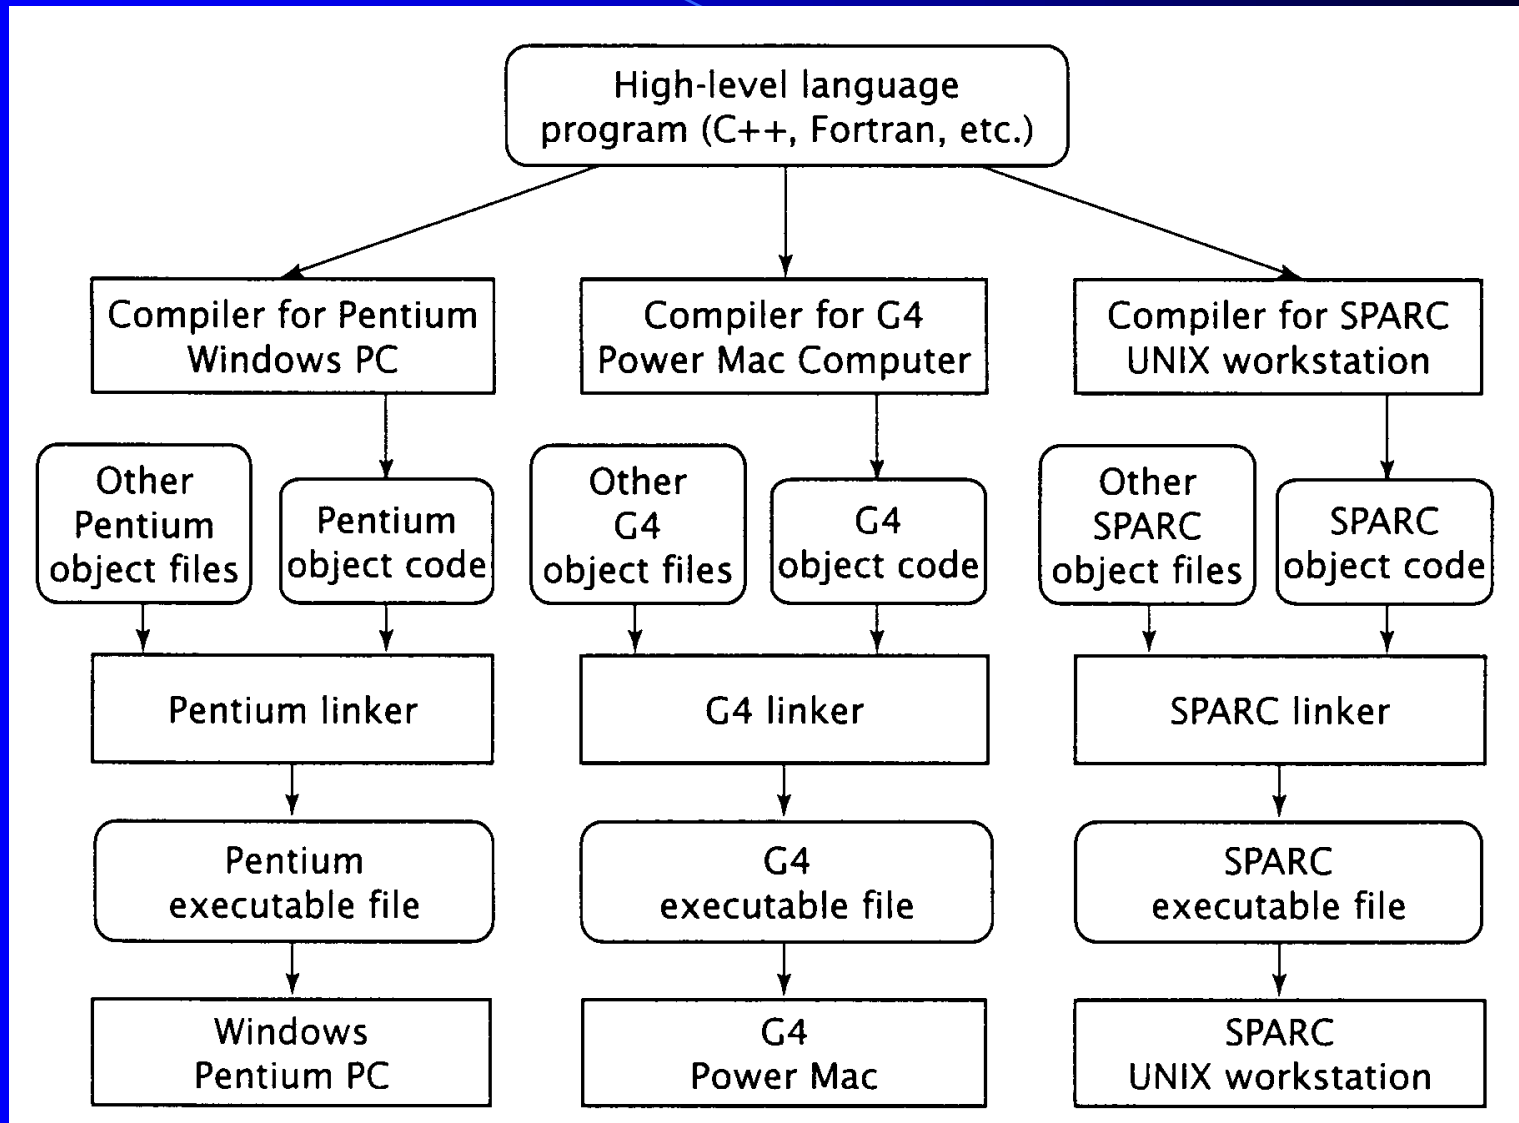 High-level language
program (C++, Fortran, etc.)
Compiler for Pentium
Windows PC
Compiler for G4
Power Mac Computer
Compiler for SPARC
UNIX workstation
Other
Pentium
object files
Pentium
object code
Other
G4
object files
G4
object code
Other
SPARC
object files
SPARC
object code
Pentium linker
G4 linker
SPARC linker
Pentium
executable file
G4
executable file
SPARC
executable file
Windows
Pentium PC
G4
Power Mac
SPARC
UNIX workstation